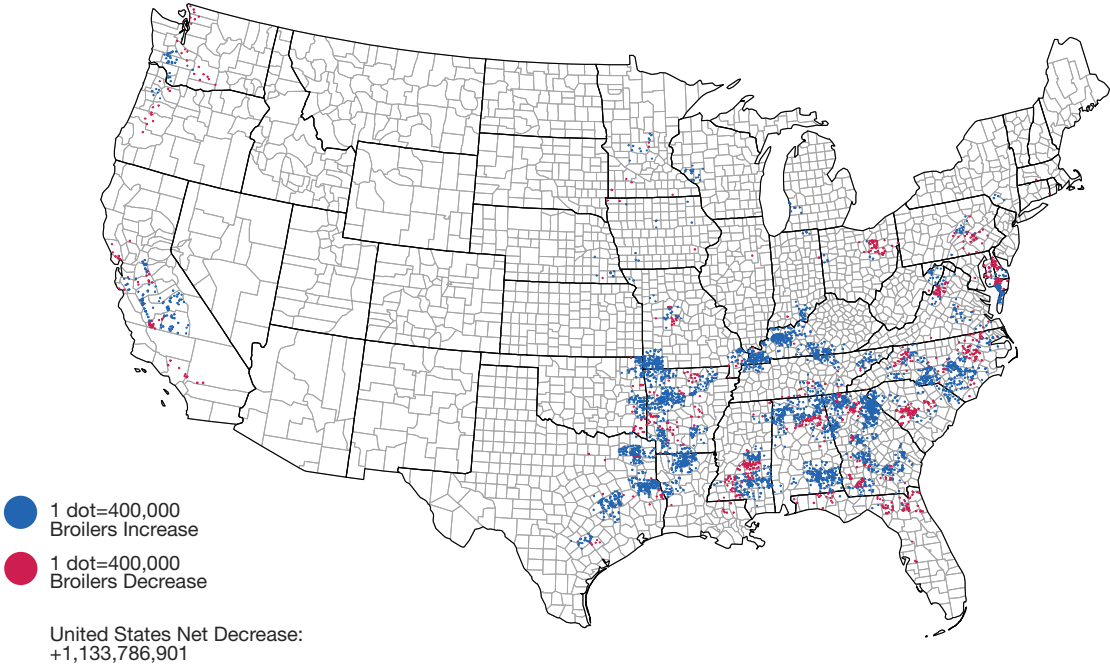 1 dot=400,000
Broilers Increase
1 dot=400,000
Broilers Decrease
United States Net Decrease:
+1,133,786,901